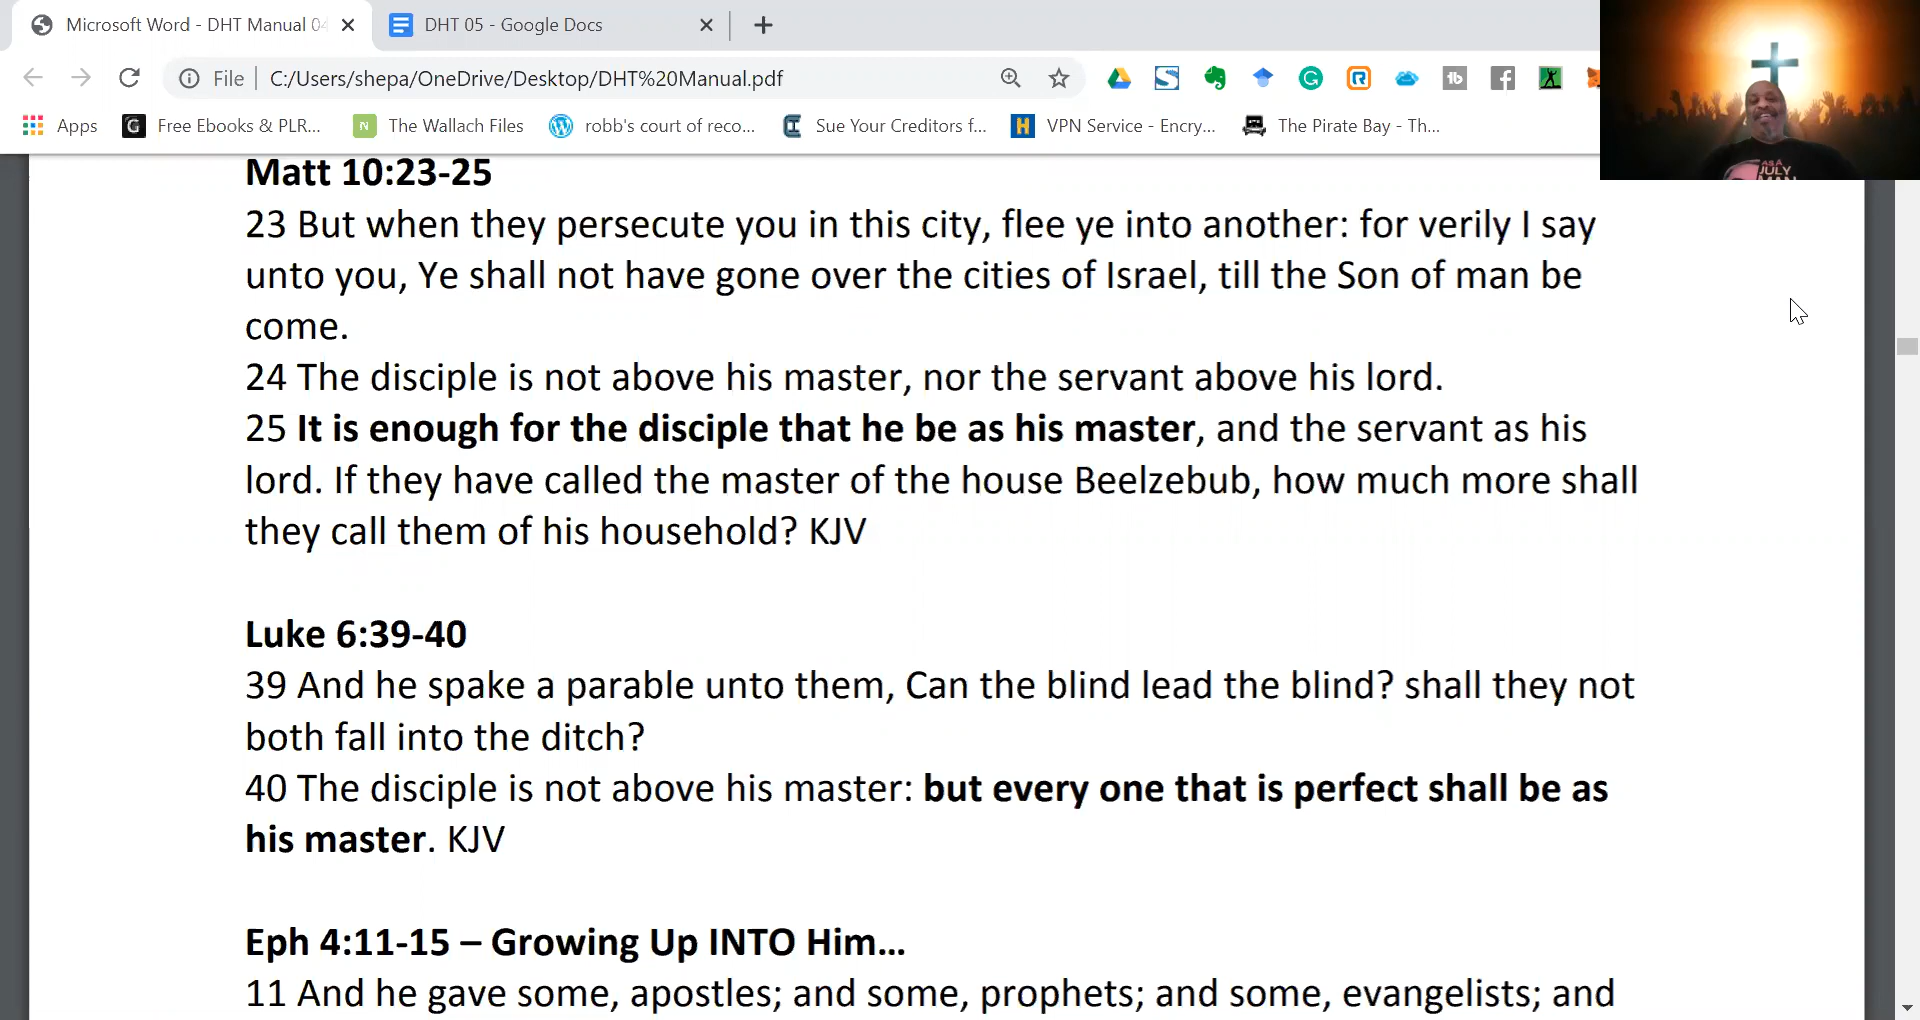 Microsoft Word - DHT Manual 04
DHT 05 - Google Docs
File
C:/Users/shepa/OneDrive/Desktop/DHT%20Manual.pdf
Apps
Free Ebooks & PLR...
The Wallach Files
robb's court of reco...
Sue Your Creditors f...
VPN Service - Encry...
The Pirate Bay - Th...
AS A
JULY
MAN
Matt 10:23-25
23 But when they persecute you in this city, flee ye into another: for verily I say
unto you, Ye shall not have gone over the cities of Israel, till the Son of man be
come.
24 The disciple is not above his master, nor the servant above his lord.
25 It is enough for the disciple that he be as his master, and the servant as his
lord. If they have called the master of the house Beelzebub, how much more shall
they call them of his household? KJV
Luke 6:39-40
39 And he spake a parable unto them, Can the blind lead the blind? shall they not
both fall into the ditch?
40 The disciple is not above his master: but every one that is perfect shall be as
his master. KJV
Eph 4:11-15 – Growing Up INTO Him...
11 And he gave some, apostles; and some, prophets; and some, evangelists; and